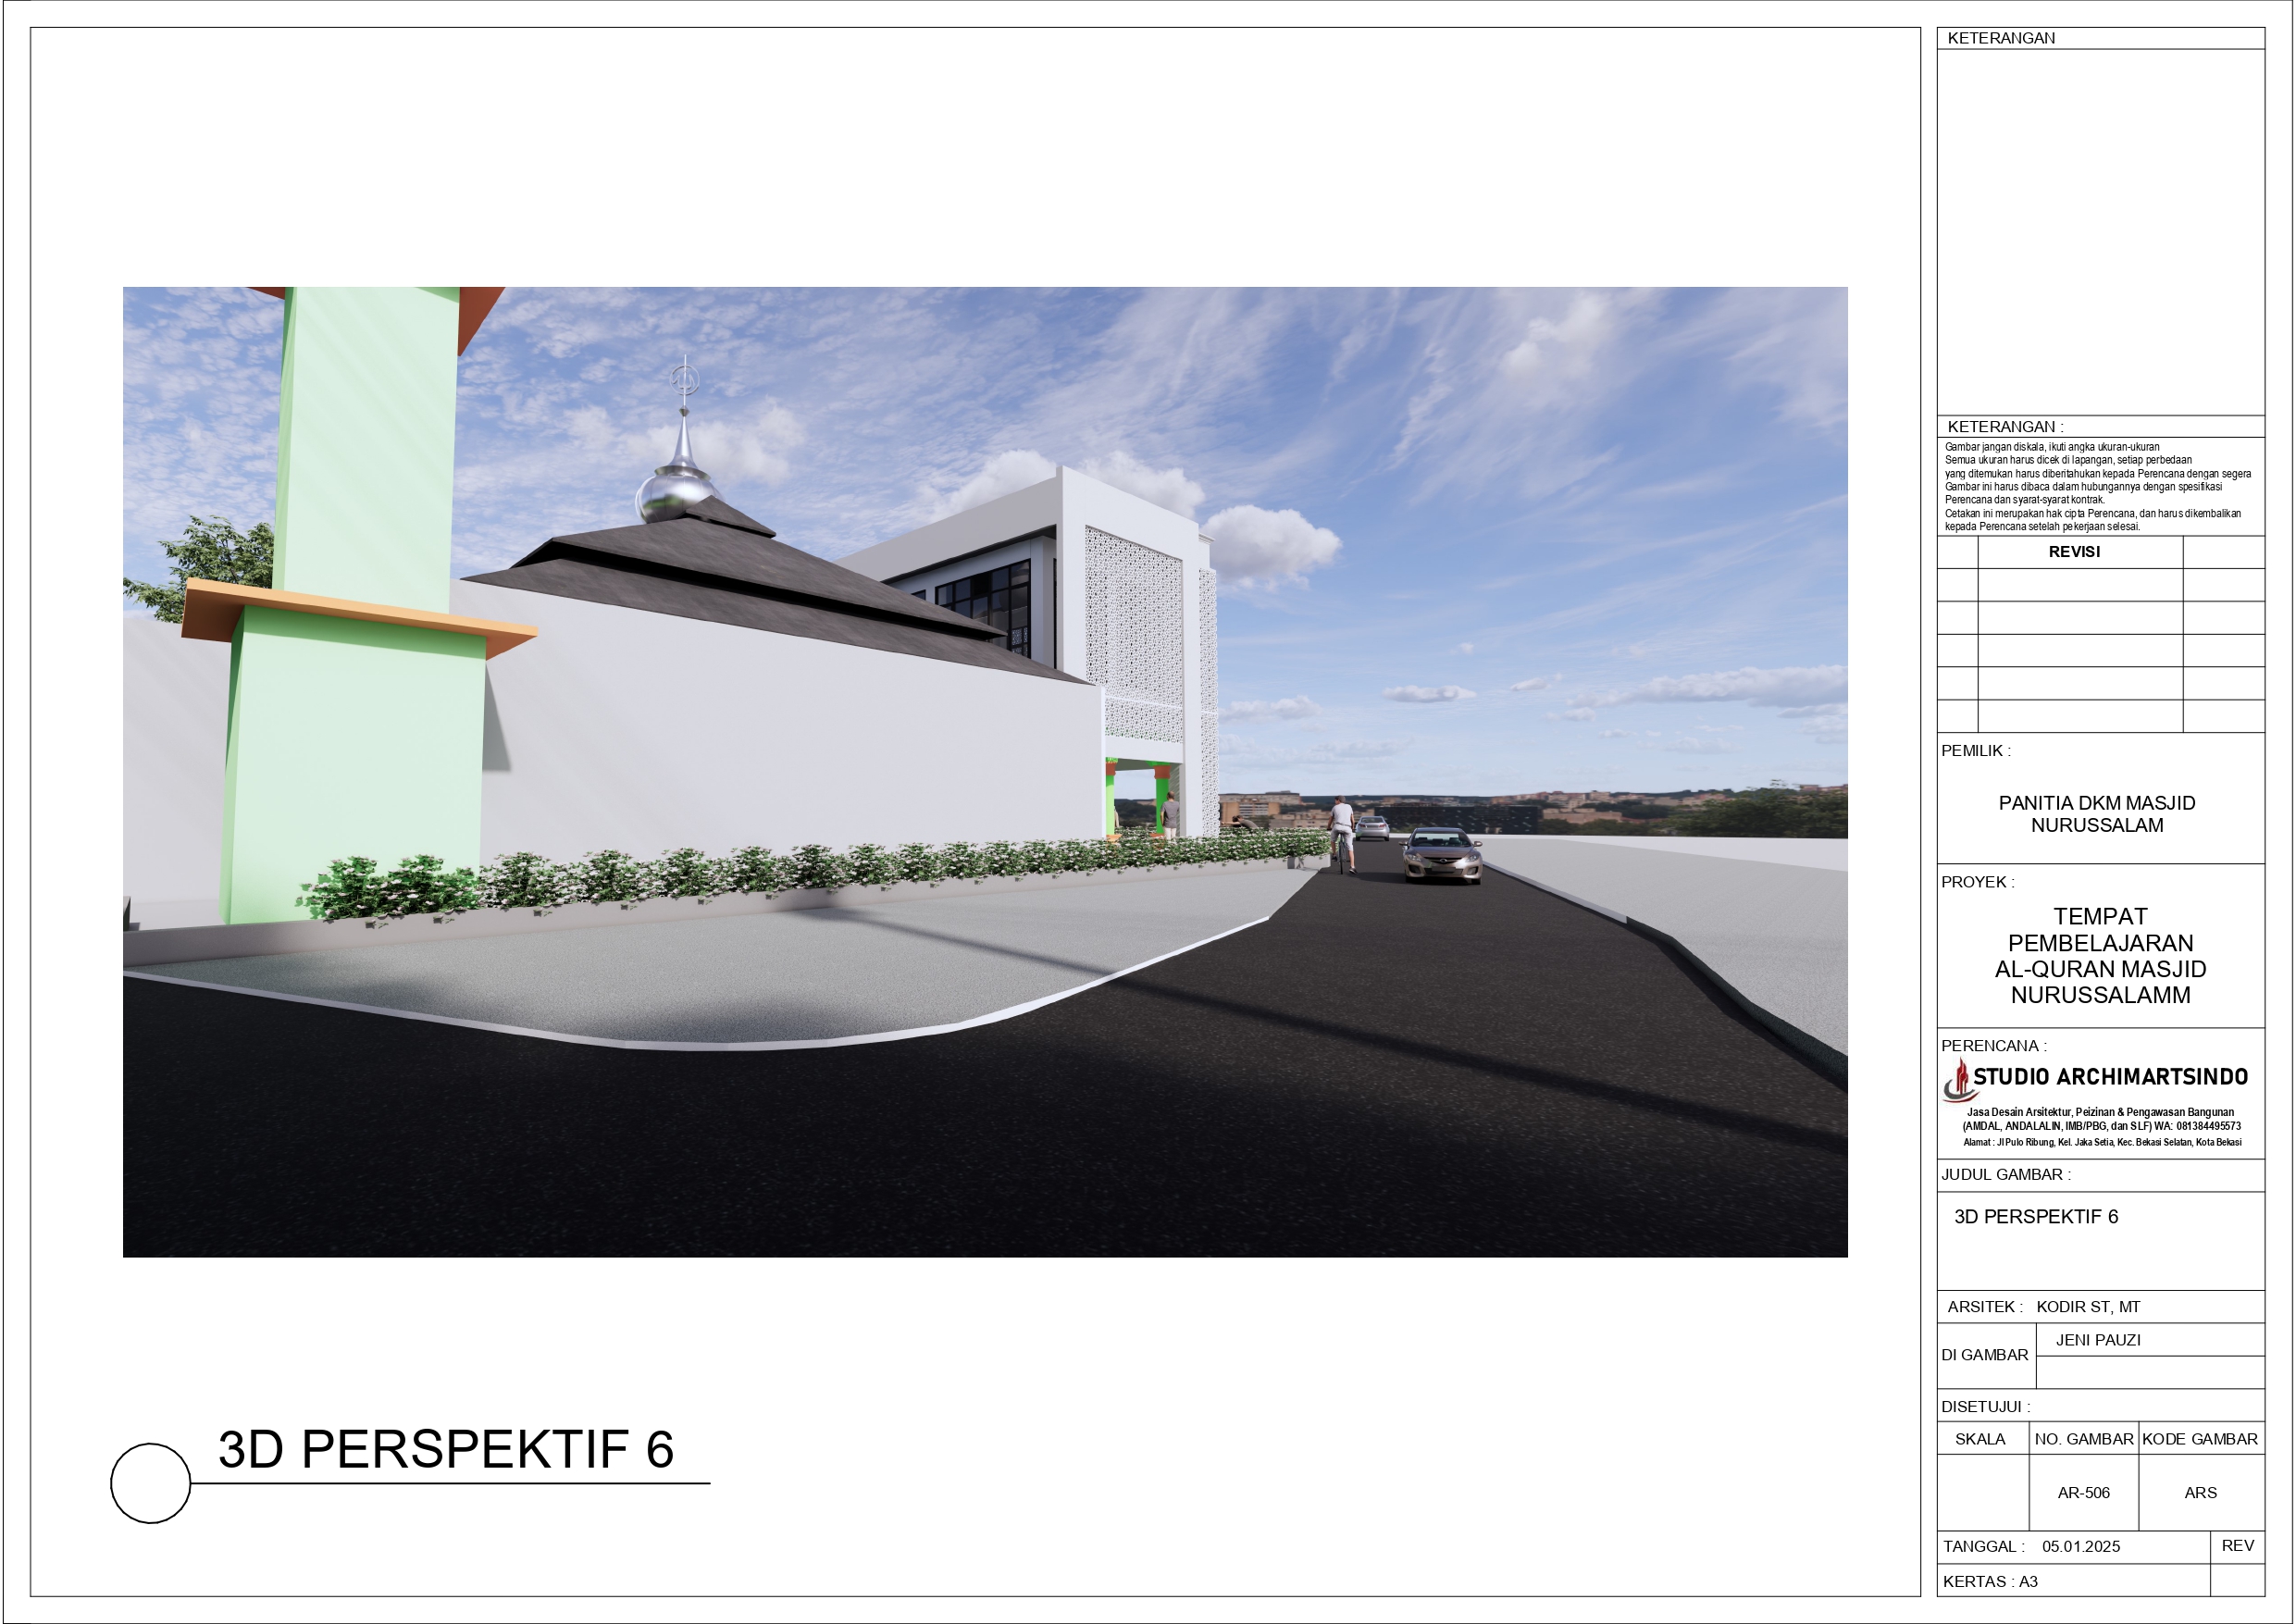 KETERANGAN
KETERANGAN :
Gambar jangan diskala, ikuti angka ukuran-ukuran
Semua ukuran harus dicek di lapangan, setiap perbedaan
yang ditemukan harus diberitahukan kepada Perencana dengan segera
Gambar ini harus dibaca dalam hubungannya dengan spesifikasi
Perencana dan syarat-syarat kontrak.
Cetakan ini merupakan hak cipta Perencana, dan harus dikembalikan
kepada Perencana setelah pekerjaan selesai.
REVISI
PEMILIK :
PANITIA DKM MASJID
NURUSSALAM
PROYEK :
TEMPAT
PEMBELAJARAN
AL-QURAN MASJID
NURUSSALAMM
PERENCANA :
STUDIO ARCHIMARTSINDO
Jasa Desain Arsitektur, Peizinan & Pengawasan Bangunan
(AMDAL, ANDALALIN, IMB/PBG, dan SLF) WA: 081384495573
Alamat : Jl Pulo Ribung, Kel. Jaka Setia, Kec. Bekasi Selatan, Kota Bekasi
JUDUL GAMBAR :
3D PERSPEKTIF 6
ARSITEK : KODIR ST, MT
DI GAMBAR JENI PAUZI
DISETUJUI :
SKALA NO. GAMBAR KODE GAMBAR
AR-506 ARS
TANGGAL : 05.01.2025 REV
KERTAS : A3
3D PERSPEKTIF 6